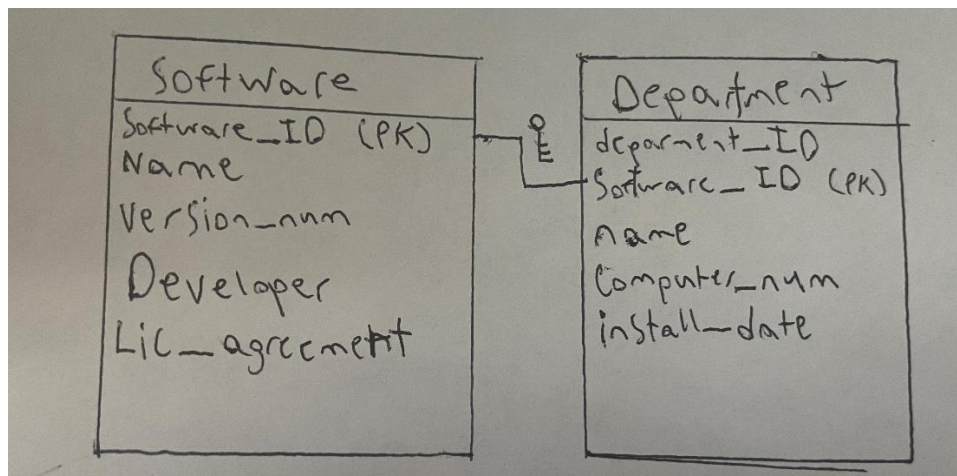 Software
Software_ID (PK)
Name
Version_num
Developer
Lic_agreement
Department
deparment_ID
Software_ID (PK)
name
Computer_num
install_date